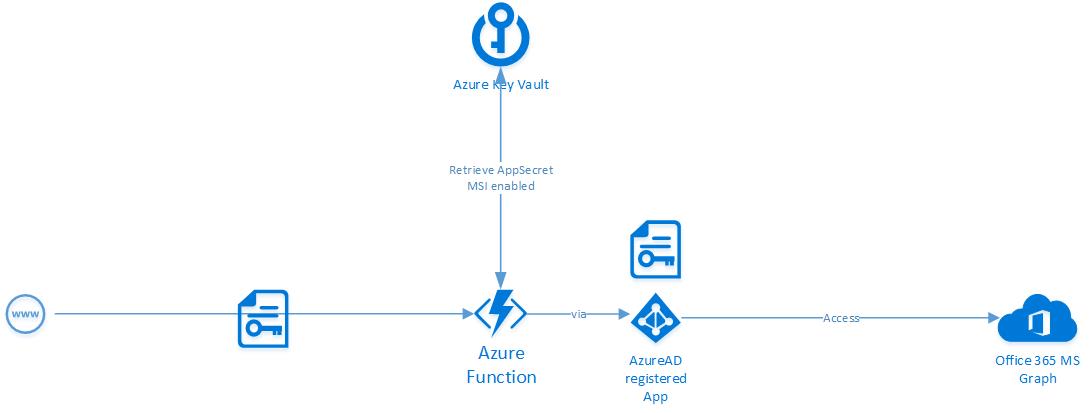 Azure Key Vault
Retrieve AppSecret
MSI enabled
www
via
Access
Azure
Function
AzureAD
registered
App
Office 365 MS
Graph